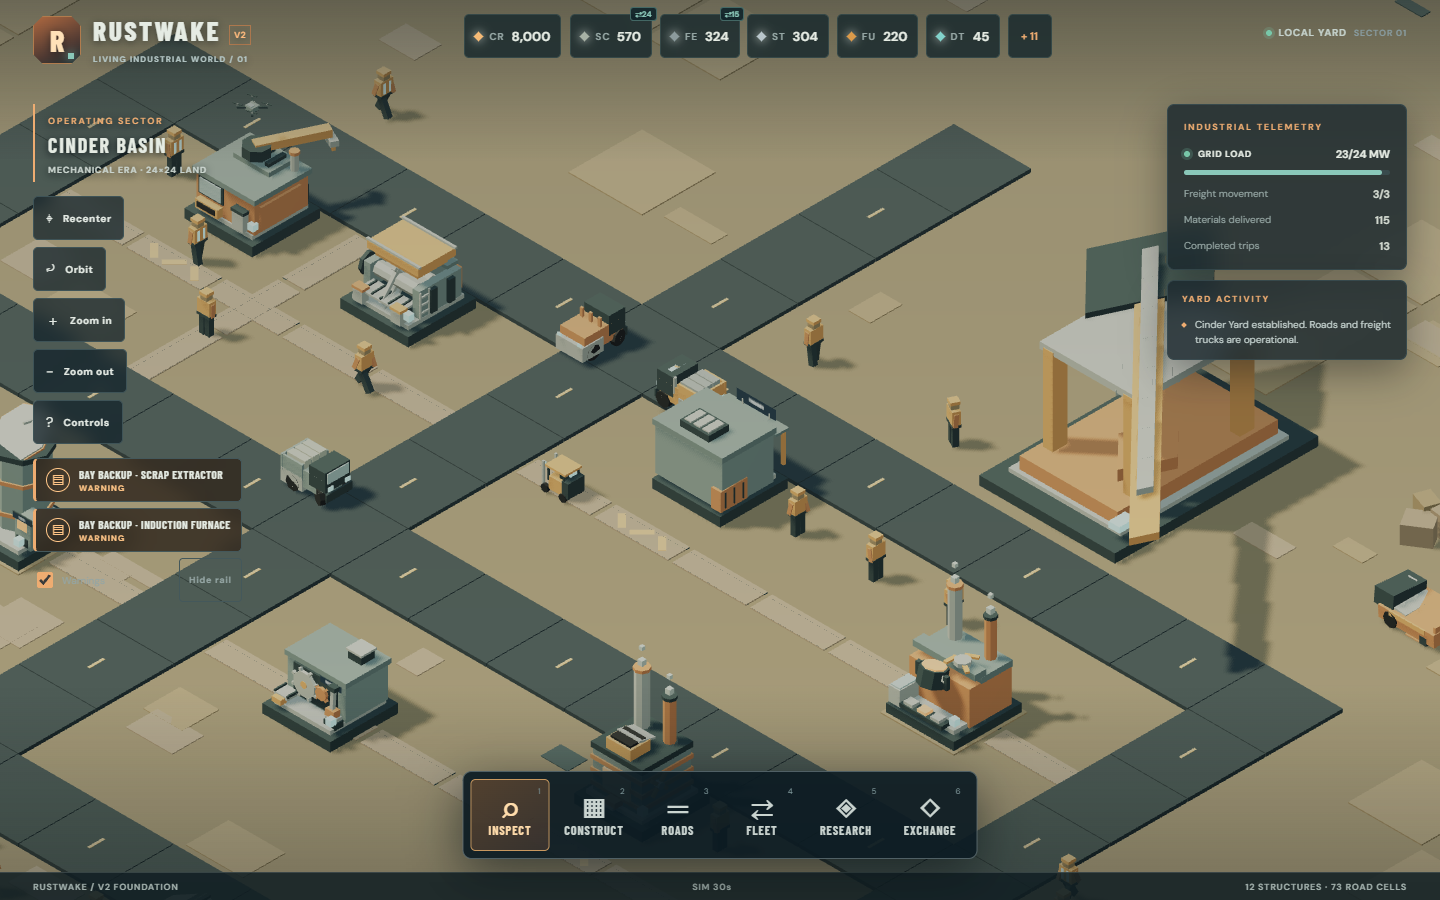 R
RUSTWAKE V2
LIVING INDUSTRIAL WORLD / 01
CR 8,000
SC 570
⇄24
FE 324
⇄15
ST 304
FU 220
DT 45
+ 11
LOCAL YARD SECTOR 01
OPERATING SECTOR
CINDER BASIN
MECHANICAL ERA · 24×24 LAND
Recenter
Orbit
+ Zoom in
− Zoom out
? Controls
BAY BACKUP · SCRAP EXTRACTOR
WARNING
BAY BACKUP · INDUCTION FURNACE
WARNING
Hide rail
INDUSTRIAL TELEMETRY
GRID LOAD 23/24 MW
Freight movement 3/3
Materials delivered 115
Completed trips 13
YARD ACTIVITY
Cinder Yard established. Roads and freight
trucks are operational.
1 INSPECT
2 CONSTRUCT
3 ROADS
4 FLEET
5 RESEARCH
6 EXCHANGE
RUSTWAKE / V2 FOUNDATION
SIM 30s
12 STRUCTURES · 73 ROAD CELLS